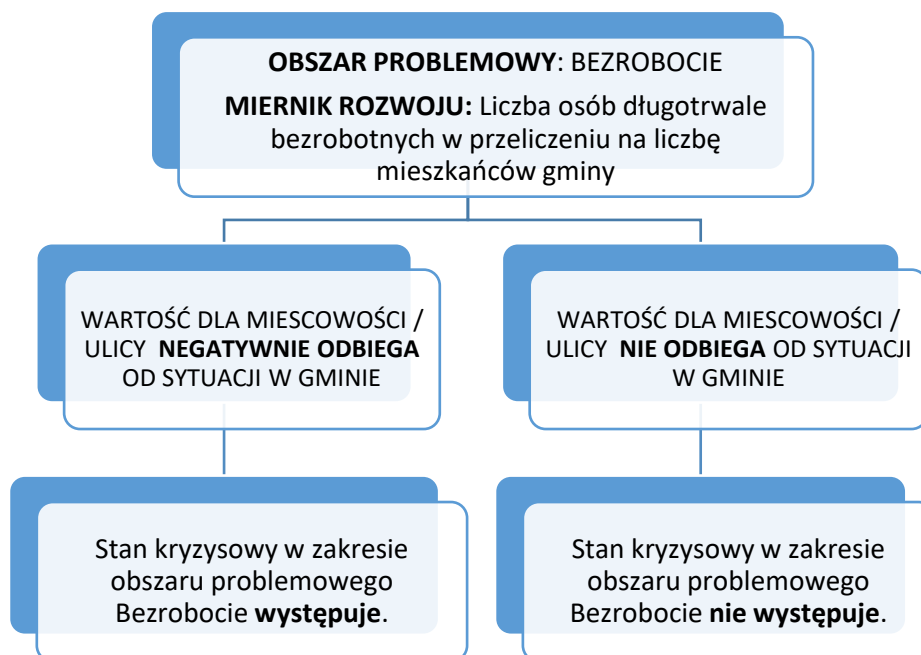 OBSZAR PROBLEMOWY: BEZROBOCIE
MIERNIK ROZWOJU: Liczba osób długotrwale
bezrobotnych w przeliczeniu na liczbę
mieszkańców gminy
WARTOŚĆ DLA MIESCOWOŚCI /
ULICY NEGATYWNIE ODBIEGA
OD SYTUACJI W GMINIE
WARTOŚĆ DLA MIESCOWOŚCI /
ULICY NIE ODBIEGA OD SYTUACJI
W GMINIE
Stan kryzysowy w zakresie
obszaru problemowego
Bezrobocie występuje.
Stan kryzysowy w zakresie
obszaru problemowego
Bezrobocie nie występuje.